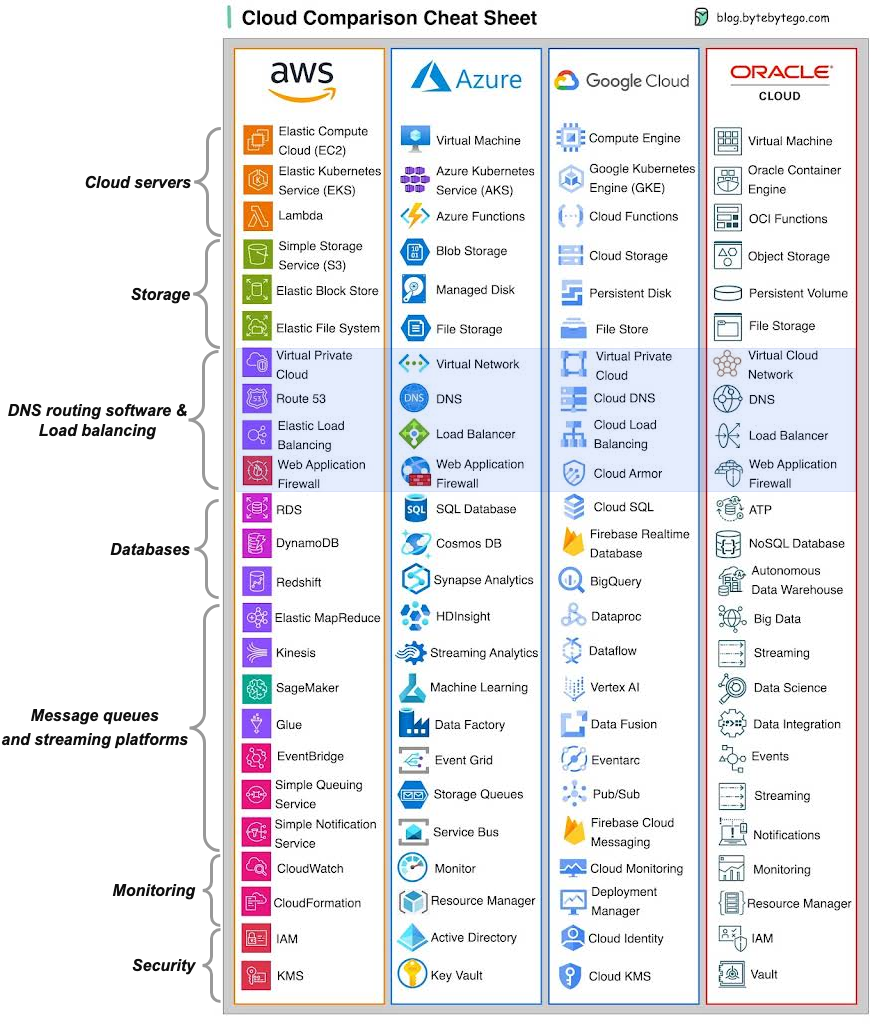 Cloud Comparison Cheat Sheet
blog.bytebytego.com
aws
Azure
Google Cloud
ORACLE
CLOUD
Cloud servers
Elastic Compute
Cloud (EC2)
Virtual Machine
Compute Engine
Virtual Machine
Elastic Kubernetes
Service (EKS)
Azure Kubernetes
Service (AKS)
Google Kubernetes
Engine (GKE)
Oracle Container
Engine
Lambda
Azure Functions
Cloud Functions
OCI Functions
Storage
Simple Storage
Service (S3)
Blob Storage
Cloud Storage
Object Storage
Elastic Block Store
Managed Disk
Persistent Disk
Persistent Volume
Elastic File System
File Storage
File Store
File Storage
DNS routing software &
Load balancing
Virtual Private
Cloud
Virtual Network
Virtual Private
Cloud
Virtual Cloud
Network
53
Route 53
DNS
DNS
Cloud DNS
DNS
Elastic Load
Balancing
Load Balancer
Cloud Load
Balancing
Load Balancer
Web Application
Firewall
Web Application
Firewall
Cloud Armor
Web Application
Firewall
Databases
RDS
SQL
SQL Database
Cloud SQL
ATP
DynamoDB
Cosmos DB
Firebase Realtime
Database
NoSQL Database
Redshift
Synapse Analytics
BigQuery
Autonomous
Data Warehouse
Message queues
and streaming platforms
Elastic MapReduce
HDInsight
Dataproc
Big Data
Kinesis
Streaming Analytics
Dataflow
Streaming
SageMaker
Machine Learning
Vertex AI
Data Science
Glue
Data Factory
Data Fusion
Data Integration
EventBridge
Event Grid
Eventarc
Events
Simple Queuing
Service
Storage Queues
Pub/Sub
Streaming
Simple Notification
Service
Service Bus
Firebase Cloud
Messaging
Notifications
Monitoring
CloudWatch
Monitor
Cloud Monitoring
Monitoring
CloudFormation
Resource Manager
Deployment
Manager
Resource Manager
Security
IAM
Active Directory
Cloud Identity
IAM
KMS
Key Vault
Cloud KMS
Vault